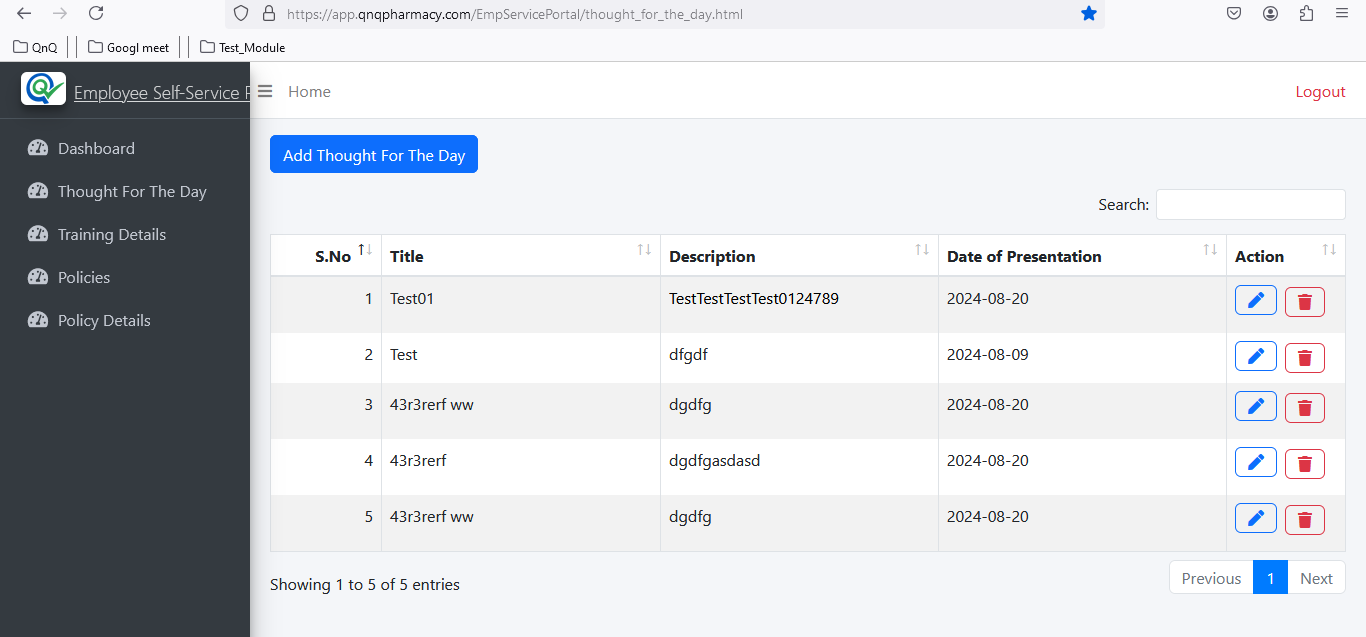 https://app.qnqpharmacy.com/EmpServicePortal/thought_for_the_day.html
QnQ Googl meet Test_Module
Employee Self-Service P
Home
Logout
Dashboard
Thought For The Day
Training Details
Policies
Policy Details
Add Thought For The Day
Search:
S.No Title Description Date of Presentation Action
1 Test01 TestTestTestTest0124789 2024-08-20
2 Test dfgdf 2024-08-09
3 43r3rerf ww dgdfg 2024-08-20
4 43r3rerf dgdfgasdasd 2024-08-20
5 43r3rerf ww dgdfg 2024-08-20
Showing 1 to 5 of 5 entries
Previous 1 Next